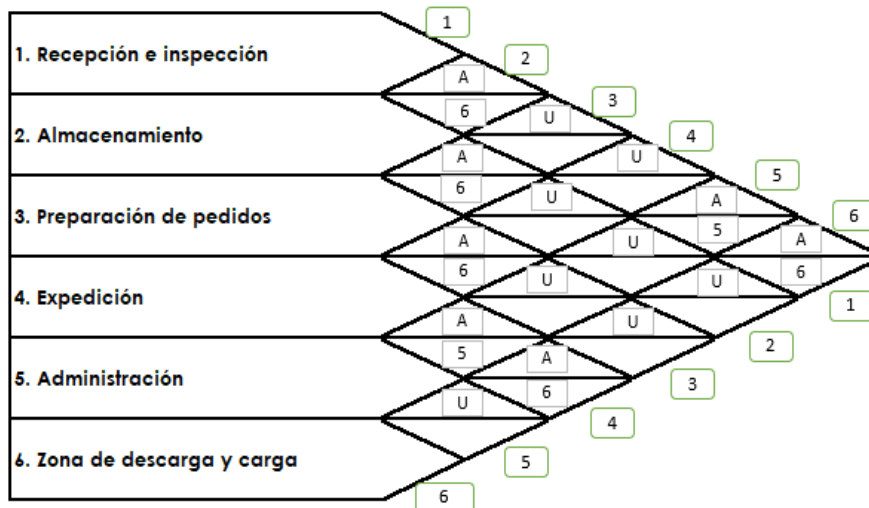 1
1. Recepción e inspección
2
A
3
6
U
2. Almacenamiento
4
A
U
5
6
U
A
3. Preparación de pedidos
6
5
A
U
A
6
U
U
6
4. Expedición
1
A
U
2
5
A
5. Administración
3
6
U
4
6. Zona de descarga y carga
5
6